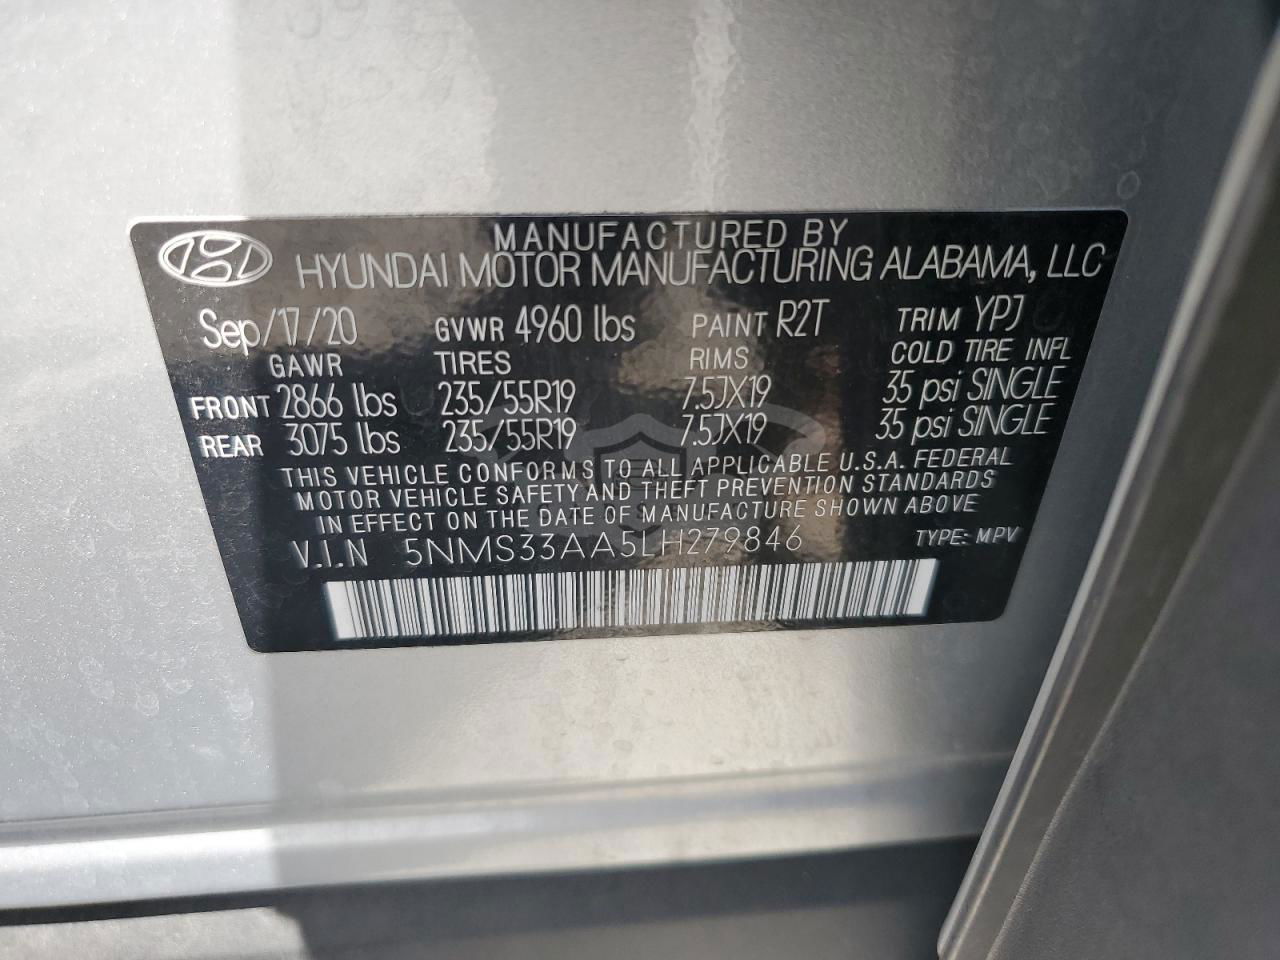 MANUFACTURED BY
HYUNDAI MOTOR MANUFACTURING ALABAMA, LLC
Sep/17/20 GVWR 4960 lbs PAINT R2T TRIM YPJ
GAWR TIRES RIMS COLD TIRE INFL
FRONT 2866 lbs 235/55R19 7.5JX19 35 psi SINGLE
REAR 3075 lbs 235/55R19 7.5JX19 35 psi SINGLE
THIS VEHICLE CONFORMS TO ALL APPLICABLE U.S.A. FEDERAL
MOTOR VEHICLE SAFETY AND THEFT PREVENTION STANDARDS
IN EFFECT ON THE DATE OF MANUFACTURE SHOWN ABOVE
V.I.N 5NMS33AA5LH279846 TYPE: MPV